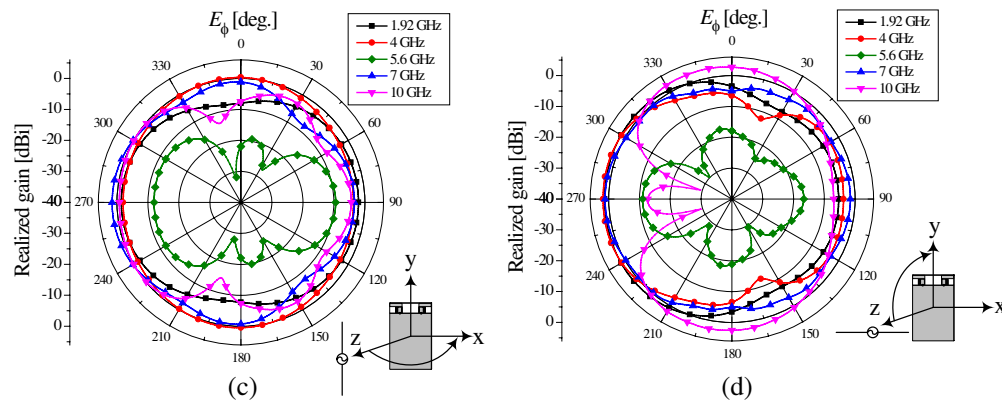 E_ϕ [deg.]
0
30
60
90
120
150
180
210
240
270
300
330
Realized gain [dBi]
0
-10
-20
-30
-40
-30
-20
-10
0
1.92 GHz
4 GHz
5.6 GHz
7 GHz
10 GHz
y
z
x
(c)
E_ϕ [deg.]
0
30
60
90
120
150
180
210
240
270
300
330
Realized gain [dBi]
0
-10
-20
-30
-40
-30
-20
-10
0
1.92 GHz
4 GHz
5.6 GHz
7 GHz
10 GHz
y
z
x
(d)